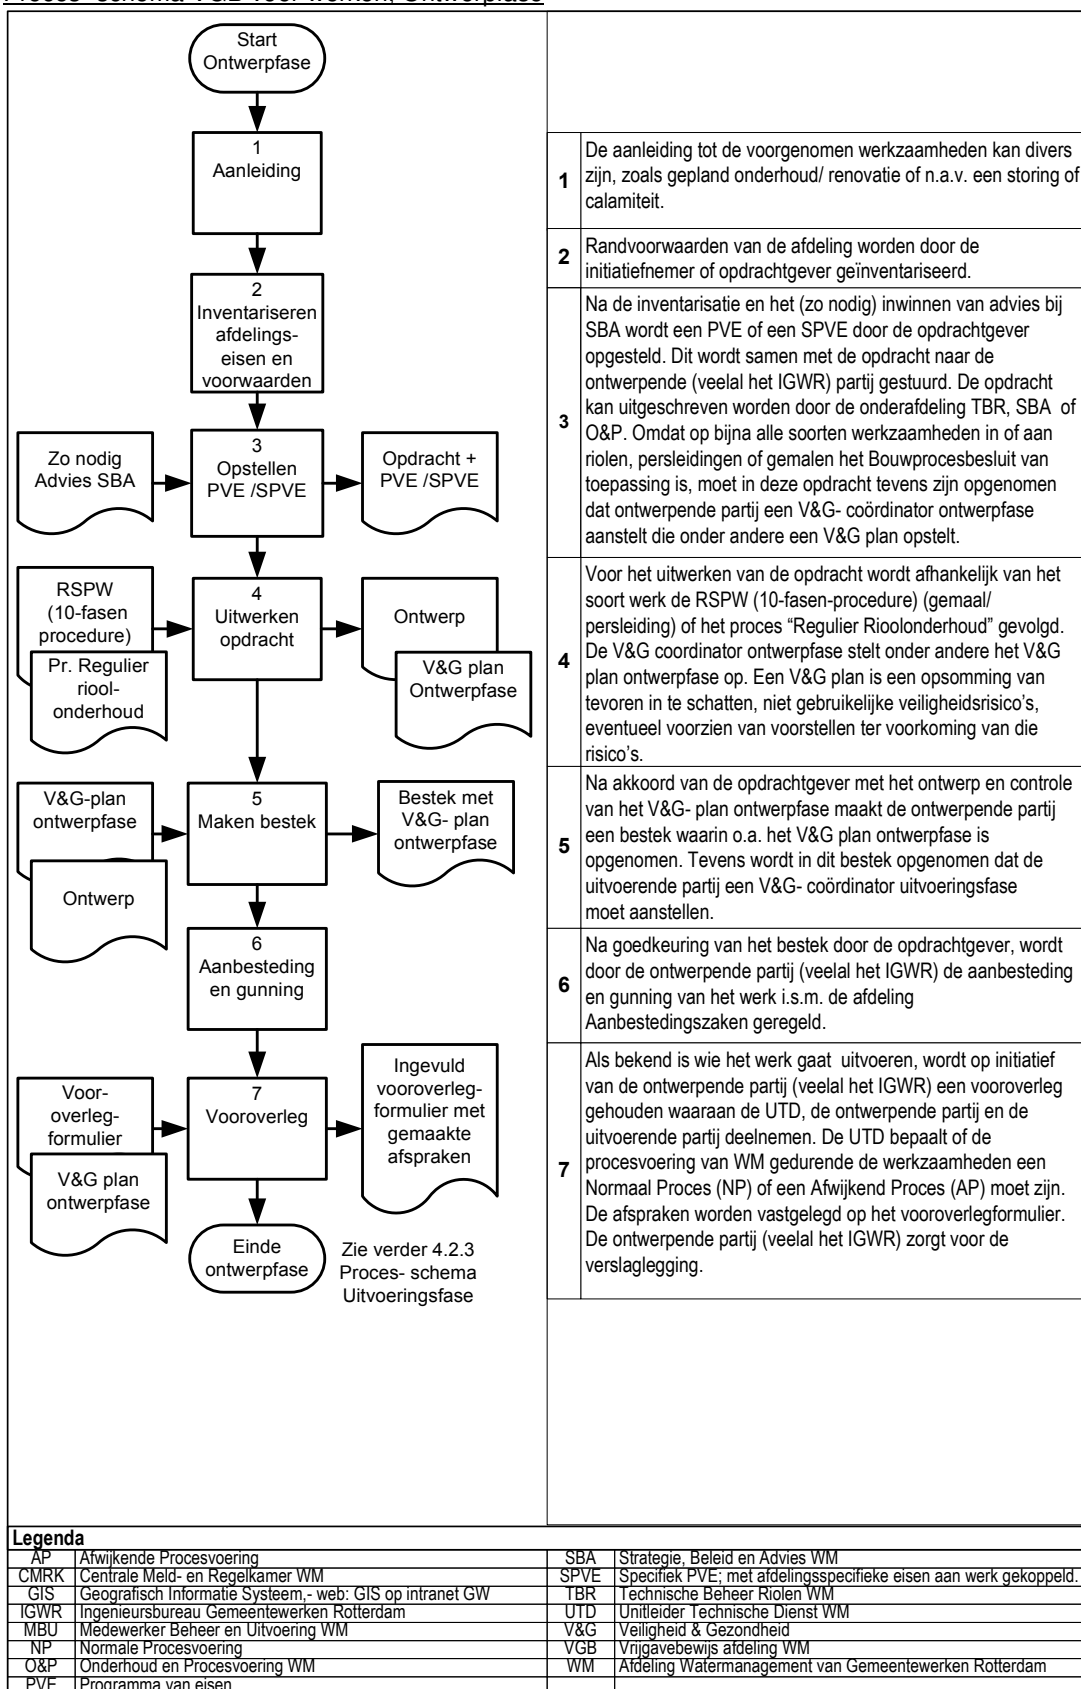 Proces- schema VGB voor werken, Ontwerpfase
Start
Ontwerpfase
1
Aanleiding
2
Inventariseren
afdelings-
eisen en
voorwaarden
Zo nodig
Advies SBA
3
Opstellen
PVE /SPVE
Opdracht +
PVE /SPVE
RSPW
(10-fasen
procedure)
Pr. Regulier
riool-
onderhoud
4
Uitwerken
opdracht
Ontwerp
V&G plan
Ontwerpfase
V&G-plan
ontwerpfase
Ontwerp
5
Maken bestek
Bestek met
V&G- plan
ontwerpfase
6
Aanbesteding
en gunning
Voor-
overleg-
formulier
V&G plan
ontwerpfase
7
Vooroverleg
Ingevuld
vooroverleg-
formulier met
gemaakte
afspraken
Einde
ontwerpfase
Zie verder 4.2.3
Proces- schema
Uitvoeringsfase
1
De aanleiding tot de voorgenomen werkzaamheden kan divers
zijn, zoals gepland onderhoud/ renovatie of n.a.v. een storing of
calamiteit.
2
Randvoorwaarden van de afdeling worden door de
initiatiefnemer of opdrachtgever geïnventariseerd.
3
Na de inventarisatie en het (zo nodig) inwinnen van advies bij
SBA wordt een PVE of een SPVE door de opdrachtgever
opgesteld. Dit wordt samen met de opdracht naar de
ontwerpende (veelal het IGWR) partij gestuurd. De opdracht
kan uitgeschreven worden door de onderafdeling TBR, SBA of
O&P. Omdat op bijna alle soorten werkzaamheden in of aan
riolen, persleidingen of gemalen het Bouwprocesbesluit van
toepassing is, moet in deze opdracht tevens zijn opgenomen
dat ontwerpende partij een V&G- coördinator ontwerpfase
aanstelt die onder andere een V&G plan opstelt.
4
Voor het uitwerken van de opdracht wordt afhankelijk van het
soort werk de RSPW (10-fasen-procedure) (gemaal/
persleiding) of het proces “Regulier Rioolonderhoud” gevolgd.
De V&G coordinator ontwerpfase stelt onder andere het V&G
plan ontwerpfase op. Een V&G plan is een opsomming van
tevoren in te schatten, niet gebruikelijke veiligheidsrisico’s,
eventueel voorzien van voorstellen ter voorkoming van die
risico’s.
5
Na akkoord van de opdrachtgever met het ontwerp en controle
van het V&G- plan ontwerpfase maakt de ontwerpende partij
een bestek waarin o.a. het V&G plan ontwerpfase is
opgenomen. Tevens wordt in dit bestek opgenomen dat de
uitvoerende partij een V&G- coördinator uitvoeringsfase
moet aanstellen.
6
Na goedkeuring van het bestek door de opdrachtgever, wordt
door de ontwerpende partij (veelal het IGWR) de aanbesteding
en gunning van het werk i.s.m. de afdeling
Aanbestedingszaken geregeld.
7
Als bekend is wie het werk gaat uitvoeren, wordt op initiatief
van de ontwerpende partij (veelal het IGWR) een vooroverleg
gehouden waaraan de UTD, de ontwerpende partij en de
uitvoerende partij deelnemen. De UTD bepaalt of de
procesvoering van WM gedurende de werkzaamheden een
Normaal Proces (NP) of een Afwijkend Proces (AP) moet zijn.
De afspraken worden vastgelegd op het vooroverlegformulier.
De ontwerpende partij (veelal het IGWR) zorgt voor de
verslaglegging.
Legenda
AP Afwijkende Procesvoering
CMRK Centrale Meld- en Regelkamer WM
GIS Geografisch Informatie Systeem,- web: GIS op intranet GW
IGWR Ingenieursbureau Gemeentewerken Rotterdam
MBU Medewerker Beheer en Uitvoering WM
NP Normale Procesvoering
O&P Onderhoud en Procesvoering WM
PVE Programma van eisen
SBA Strategie, Beleid en Advies WM
SPVE Specifiek PVE; met afdelingsspecifieke eisen aan werk gekoppeld.
TBR Technische Beheer Riolen WM
UTD Unitleider Technische Dienst WM
V&G Veiligheid & Gezondheid
VGB Vrijgavebewijs afdeling WM
WM Afdeling Watermanagement van Gemeentewerken Rotterdam